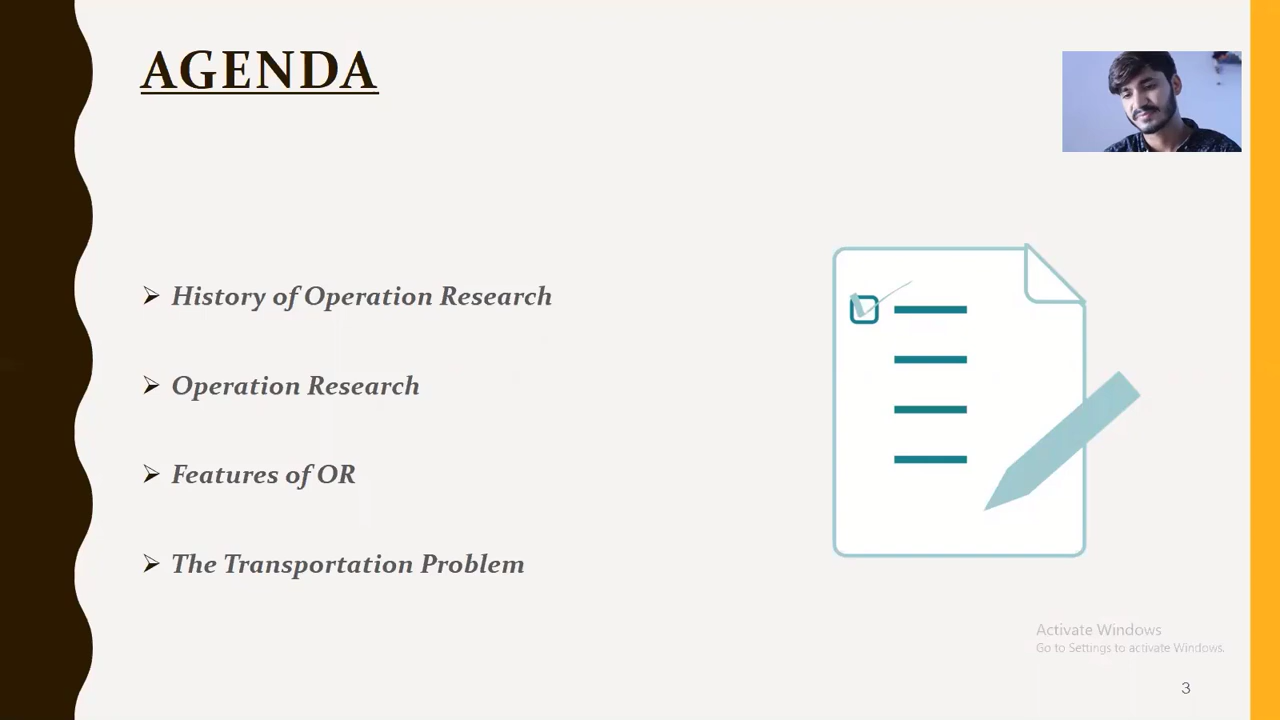 AGENDA
History of Operation Research
Operation Research
Features of OR
The Transportation Problem
Activate Windows
Go to Settings to activate Windows.
3